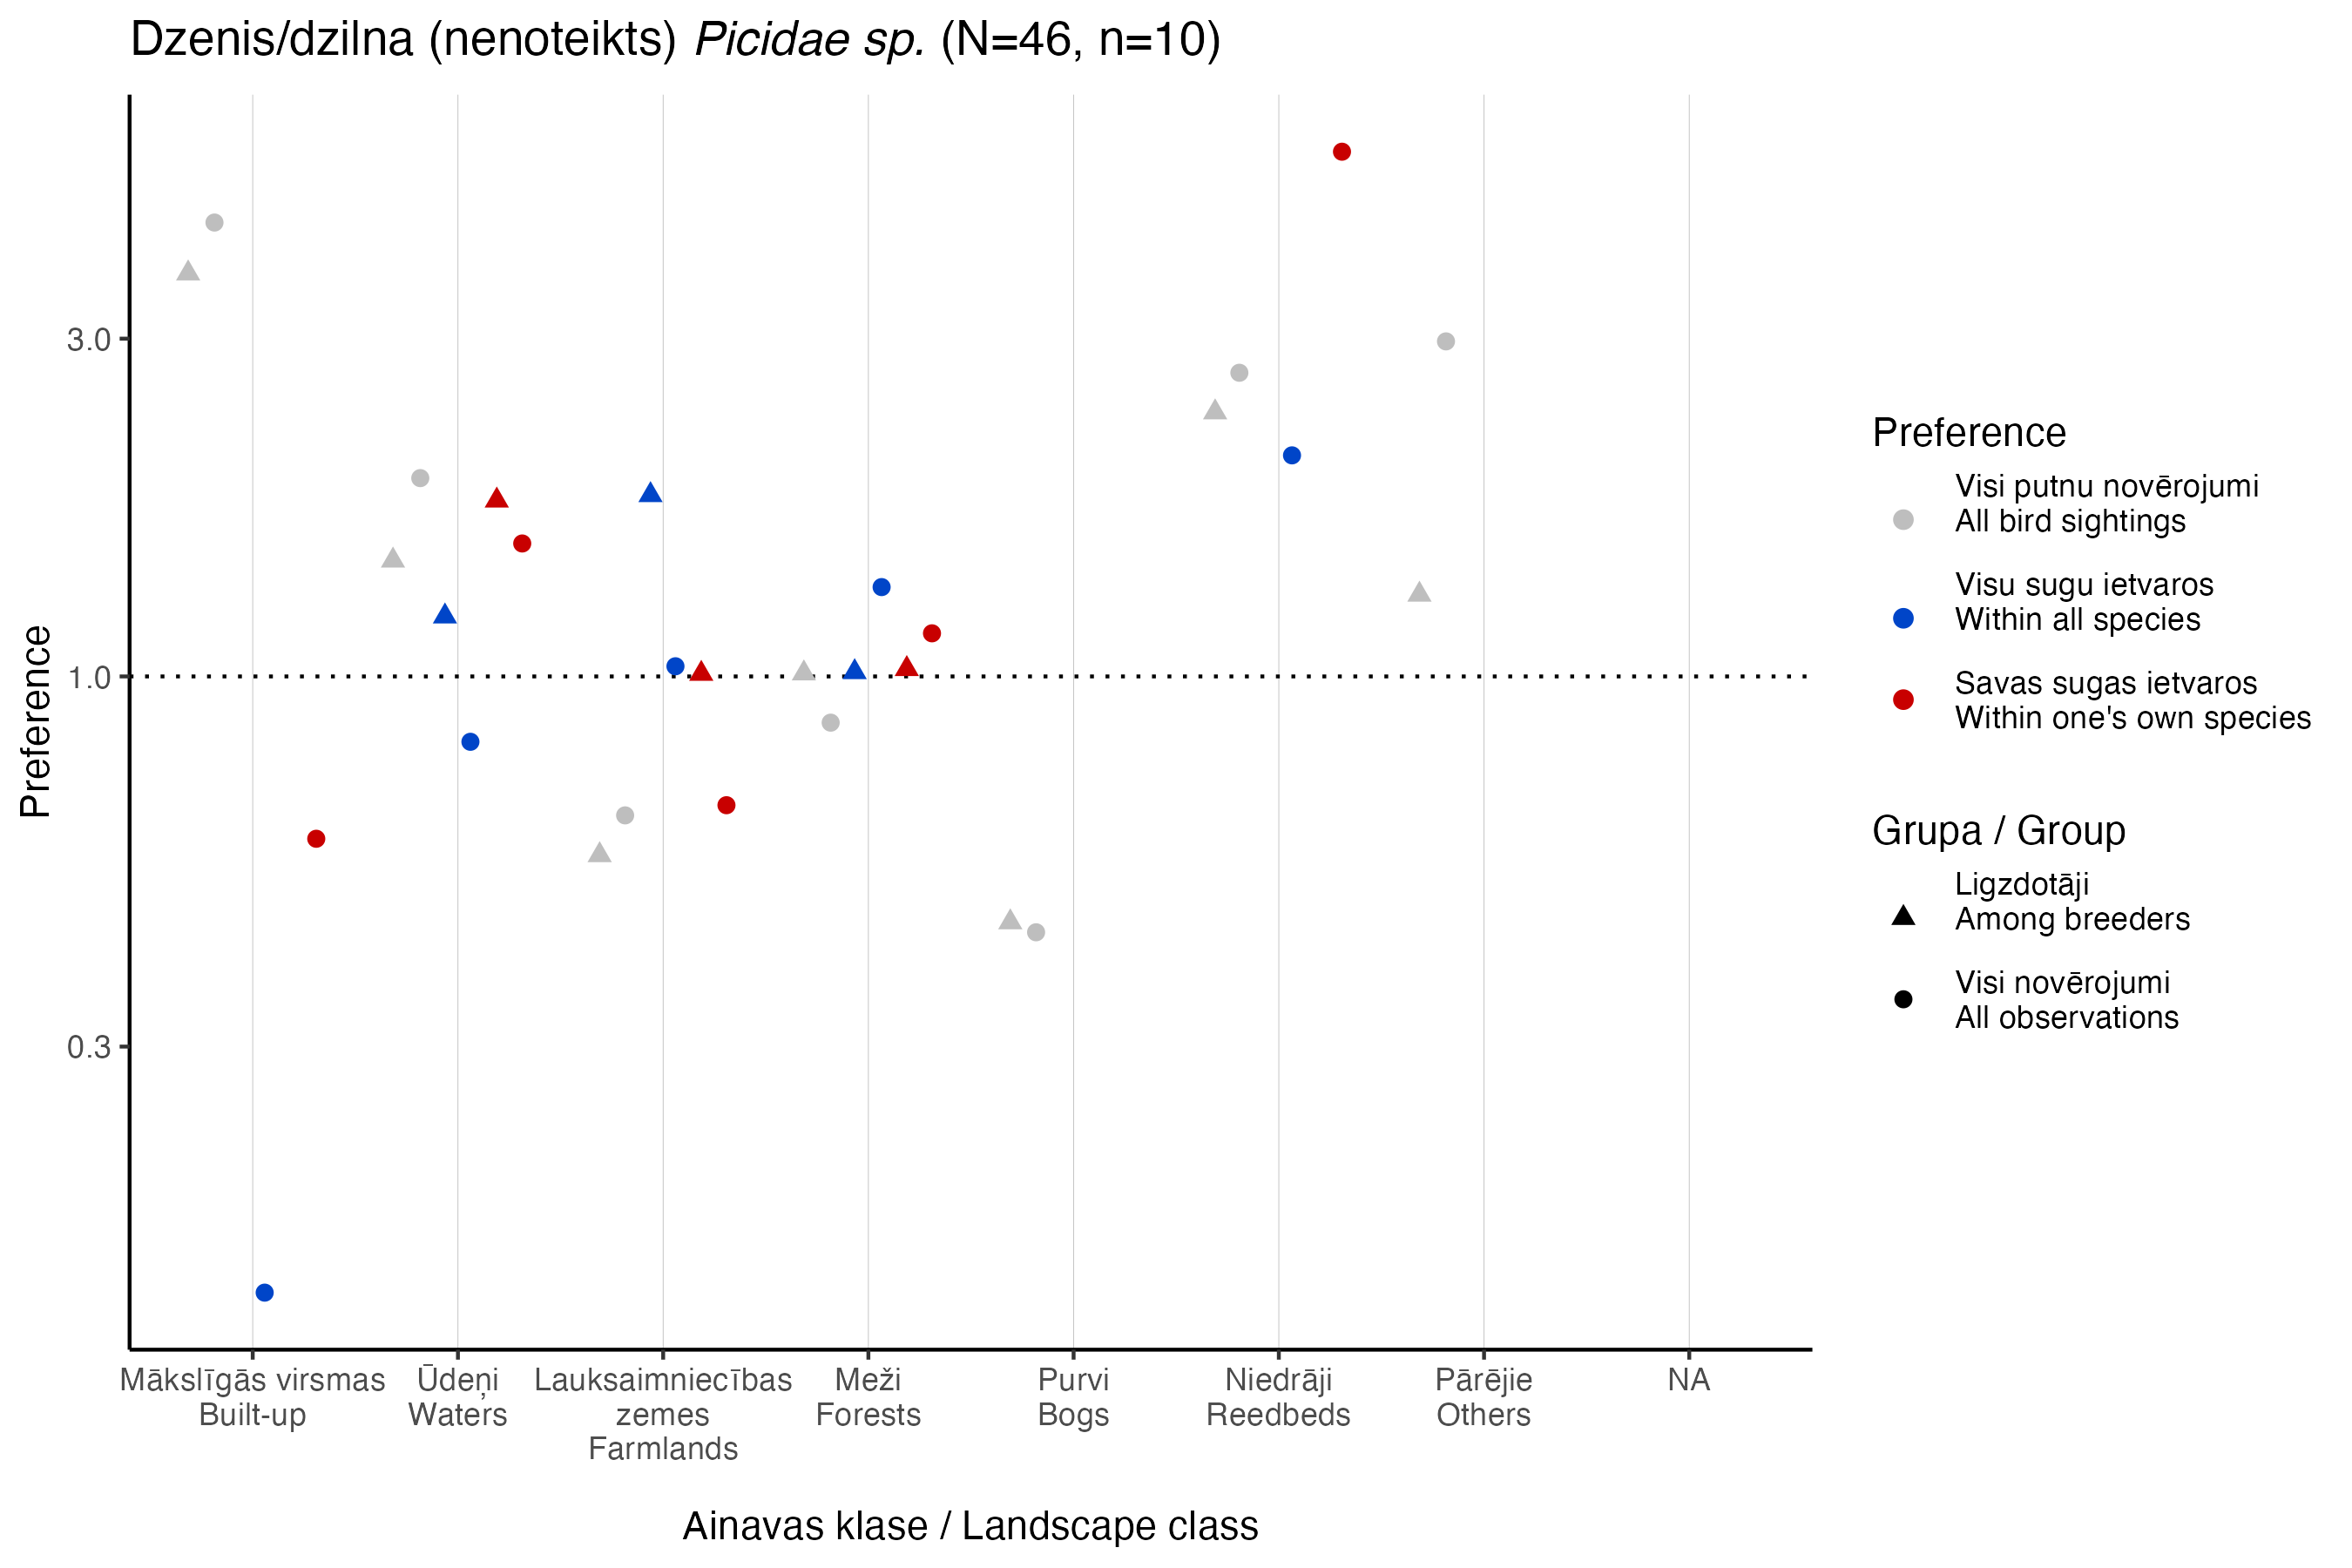 Dzenis/dzilna (nenoteikts) Picidae sp. (N=46, n=10)
Preference
3.0
1.0
0.3
Mākslīgās virsmas
Built-up
Ūdeņi
Waters
Lauksaimniecības
zemes
Farmlands
Meži
Forests
Purvi
Bogs
Niedrāji
Reedbeds
Pārējie
Others
NA
Ainavas klase / Landscape class
Preference
Visi putnu novērojumi
All bird sightings
Visu sugu ietvaros
Within all species
Savas sugas ietvaros
Within one's own species
Grupa / Group
Ligzdotāji
Among breeders
Visi novērojumi
All observations